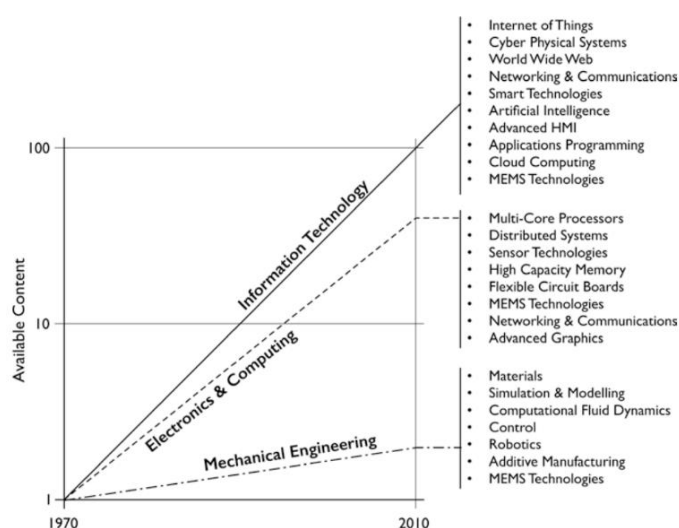 • Internet of Things
• Cyber Physical Systems
• World Wide Web
• Networking & Communications
• Smart Technologies
• Artificial Intelligence
• Advanced HMI
• Applications Programming
• Cloud Computing
• MEMS Technologies
• Multi-Core Processors
• Distributed Systems
• Sensor Technologies
• High Capacity Memory
• Flexible Circuit Boards
• MEMS Technologies
• Networking & Communications
• Advanced Graphics
• Materials
• Simulation & Modelling
• Computational Fluid Dynamics
• Control
• Robotics
• Additive Manufacturing
• MEMS Technologies
100
10
1
Available Content
Information Technology
Electronics & Computing
Mechanical Engineering
1970
2010